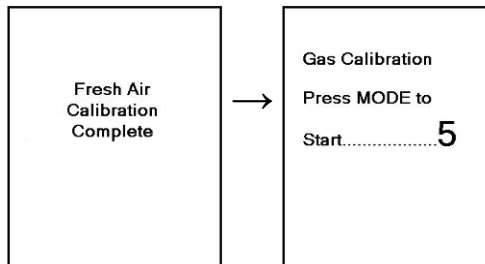 Fresh Air
Calibration
Complete
Gas Calibration
Press MODE to
Start...................5